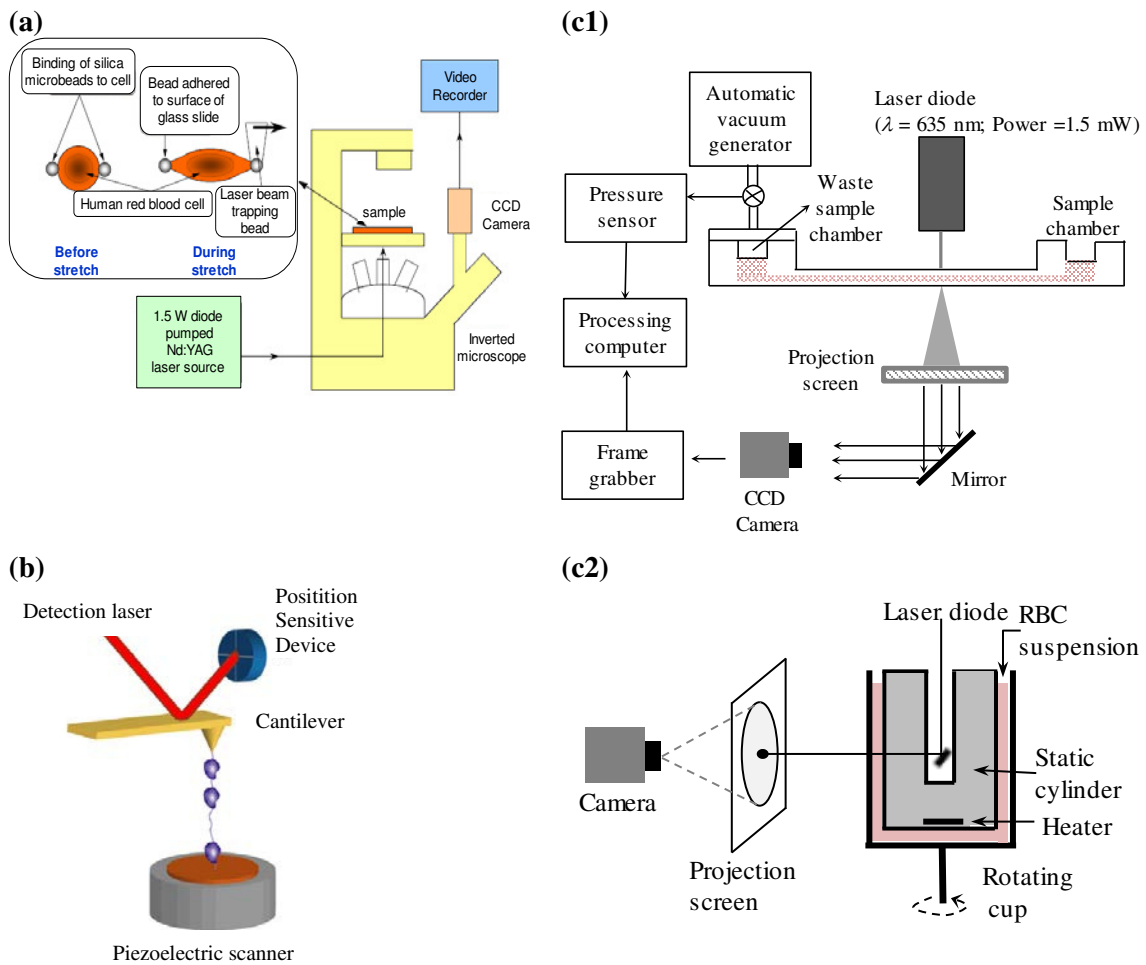 (a)
Binding of silica
microbeads to cell
Bead adhered
to surface of
glass slide
Human red blood cell
Laser beam
trapping
bead
Before
stretch
During
stretch
Video
Recorder
CCD
Camera
sample
Inverted
microscope
1.5 W diode
pumped
Nd:YAG
laser source
(c1)
Automatic
vacuum
generator
Laser diode
(λ = 635 nm; Power =1.5 mW)
Pressure
sensor
Waste
sample
chamber
Sample
chamber
Processing
computer
Projection
screen
Frame
grabber
CCD
Camera
Mirror
(b)
Detection laser
Positition
Sensitive
Device
Cantilever
Piezoelectric scanner
(c2)
Laser diode
RBC
suspension
Camera
Projection
screen
Static
cylinder
Heater
Rotating
cup